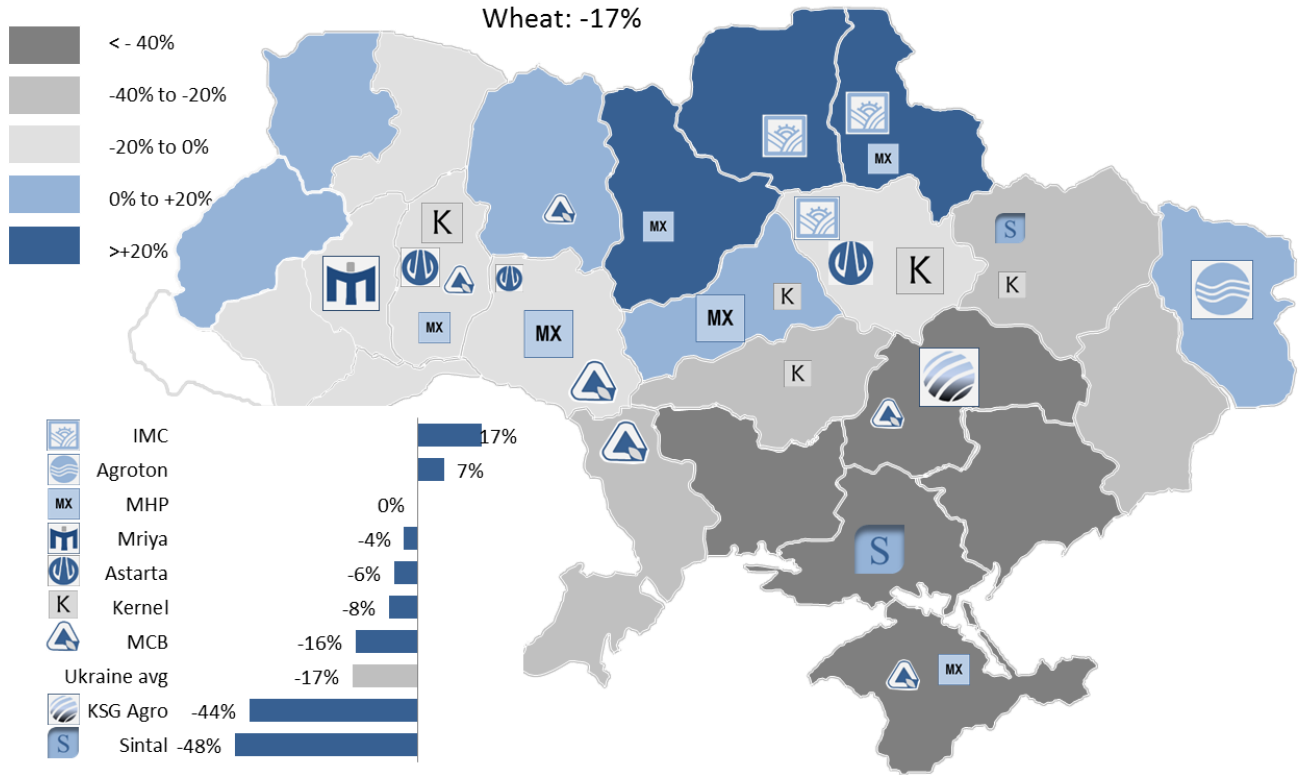 Wheat: -17%
< - 40%
-40% to -20%
-20% to 0%
0% to +20%
>+20%
MX
MX
S
K
K
K
K
MX
K
MX
MX
K
S
MX
IMC 17%
Agroton 7%
MX MHP 0%
Mriya -4%
Astarta -6%
K Kernel -8%
MCB -16%
Ukraine avg -17%
KSG Agro -44%
S Sintal -48%